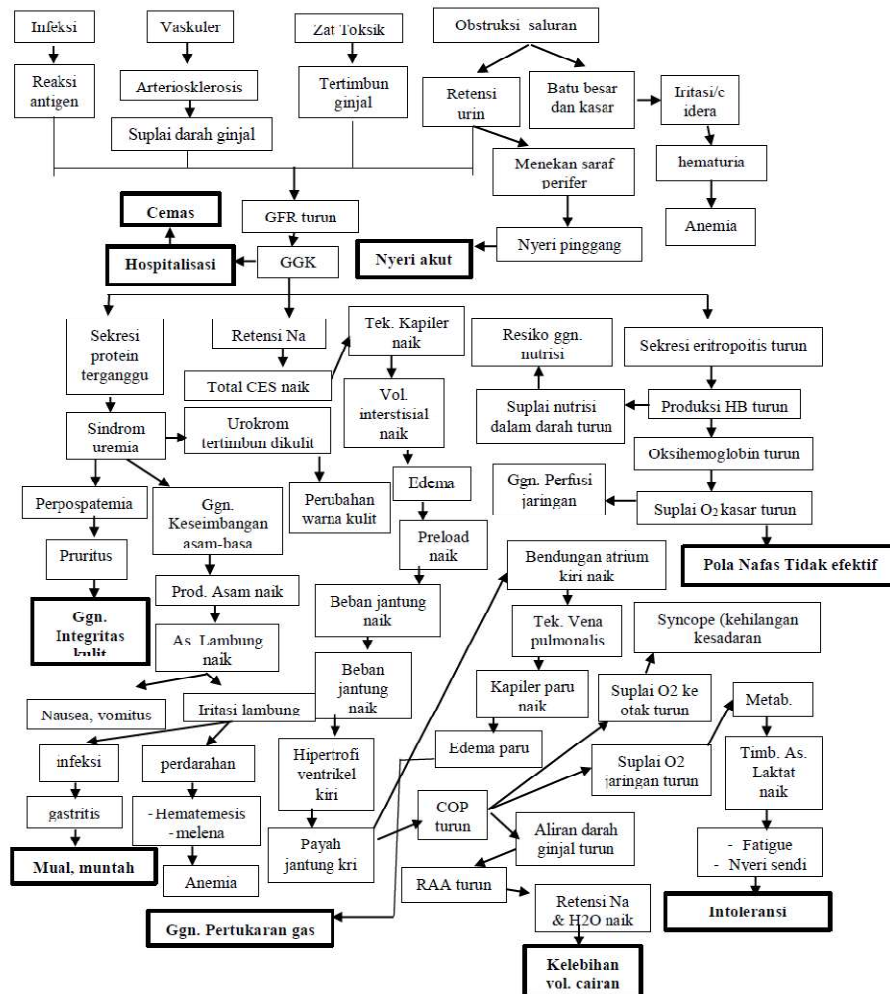 Infeksi
Vaskuler
Zat Toksik
Obstruksi saluran
Reaksi
antigen
Arteriosklerosis
Tertimbun
ginjal
Retensi
urin
Batu besar
dan kasar
Iritasi/c
idera
Suplai darah ginjal
Menekan saraf
perifer
hematuria
Cemas
GFR turun
Anemia
Hospitalisasi
GGK
Nyeri akut
Nyeri pinggang
Sekresi
protein
terganggu
Retensi Na
Tek. Kapiler
naik
Resiko ggn.
nutrisi
Sekresi eritropoitis turun
Total CES naik
Vol.
interstisial
naik
Suplai nutrisi
dalam darah turun
Produksi HB turun
Sindrom
uremia
Urokrom
tertimbun dikulit
Oksihemoglobin turun
Perpospatemia
Ggn.
Keseimbangan
asam-basa
Perubahan
warna kulit
Edema
Ggn. Perfusi
jaringan
Suplai O2 kasar turun
Pruritus
Preload
naik
Bendungan atrium
kiri naik
Pola Nafas Tidak efektif
Ggn.
Integritas
kulit
Prod. Asam naik
Beban jantung
naik
Tek. Vena
pulmonalis
Syncope (kehilangan
kesadaran
As. Lambung
naik
Beban
jantung
naik
Kapiler paru
naik
Suplai O2 ke
otak turun
Metab.
Nausea, vomitus
Iritasi lambung
Edema paru
infeksi
perdarahan
Hipertrofi
ventrikel
kiri
Suplai O2
jaringan turun
Timb. As.
Laktat
naik
gastritis
-Hematemesis
-melena
Payah
jantung kri
COP
turun
Aliran darah
ginjal turun
- Fatigue
- Nyeri sendi
Mual, muntah
Anemia
RAA turun
Retensi Na
& H2O naik
Intoleransi
Ggn. Pertukaran gas
Kelebihan
vol. cairan